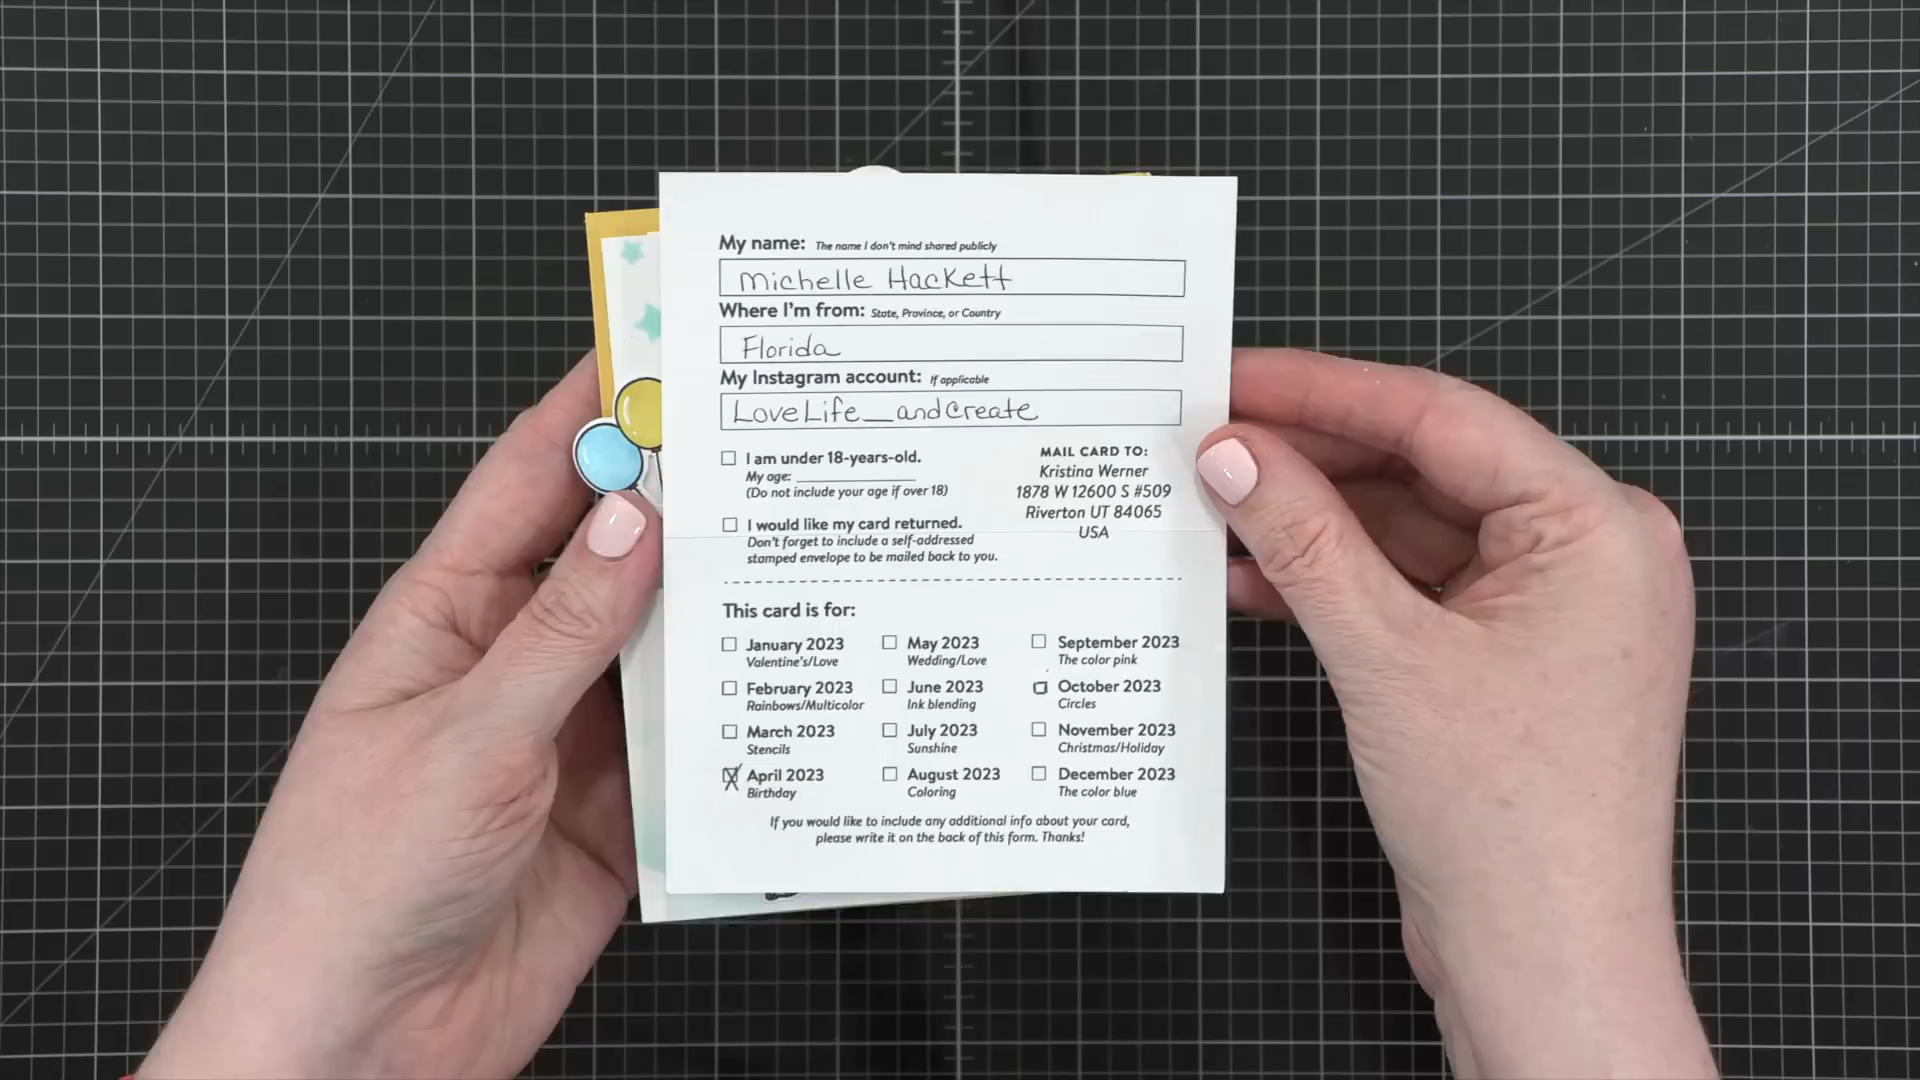 My name: The name I don't mind shared publicly
Michelle Hackett
Where I'm from: State, Province, or Country
Florida
My Instagram account: If applicable
LoveLife__andCreate
I am under 18-years-old.
My age: ____________
(Do not include your age if over 18)
I would like my card returned.
Don't forget to include a self-addressed
stamped envelope to be mailed back to you.
MAIL CARD TO:
Kristina Werner
1878 W 12600 S #509
Riverton UT 84065
USA
This card is for:
January 2023
Valentine's/Love
February 2023
Rainbows/Multicolor
March 2023
Stencils
April 2023
Birthday
May 2023
Wedding/Love
June 2023
Ink blending
July 2023
Sunshine
August 2023
Coloring
September 2023
The color pink
October 2023
Circles
November 2023
Christmas/Holiday
December 2023
The color blue
If you would like to include any additional info about your card,
please write it on the back of this form. Thanks!